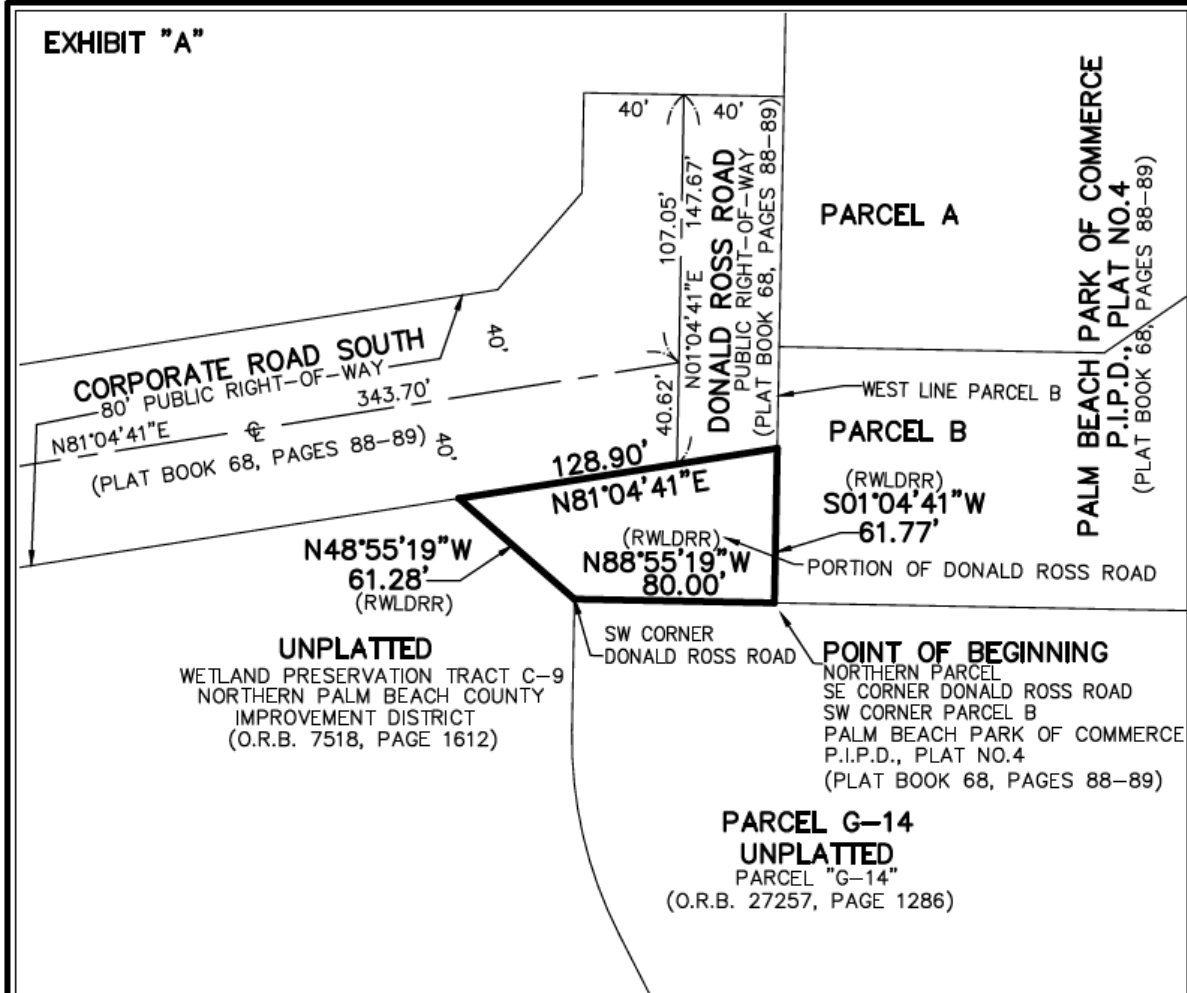 EXHIBIT "A"
40'
40'
107.05'
N01°04'41"E
147.67'
40.62'
DONALD ROSS ROAD
PUBLIC RIGHT-OF-WAY
(PLAT BOOK 68, PAGES 88-89)
PARCEL A
PALM BEACH PARK OF COMMERCE
P.I.P.D., PLAT NO.4
(PLAT BOOK 68, PAGES 88-89)
CORPORATE ROAD SOUTH
80' PUBLIC RIGHT-OF-WAY
40'
N81°04'41"E
℄
343.70'
(PLAT BOOK 68, PAGES 88-89)
40'
WEST LINE PARCEL B
PARCEL B
128.90'
N81°04'41"E
(RWLDRR)
S01°04'41"W
61.77'
N48°55'19"W
61.28'
(RWLDRR)
(RWLDRR)
N88°55'19"W
80.00'
PORTION OF DONALD ROSS ROAD
SW CORNER
DONALD ROSS ROAD
UNPLATTED
WETLAND PRESERVATION TRACT C-9
NORTHERN PALM BEACH COUNTY
IMPROVEMENT DISTRICT
(O.R.B. 7518, PAGE 1612)
POINT OF BEGINNING
NORTHERN PARCEL
SE CORNER DONALD ROSS ROAD
SW CORNER PARCEL B
PALM BEACH PARK OF COMMERCE
P.I.P.D., PLAT NO.4
(PLAT BOOK 68, PAGES 88-89)
PARCEL G-14
UNPLATTED
PARCEL "G-14"
(O.R.B. 27257, PAGE 1286)